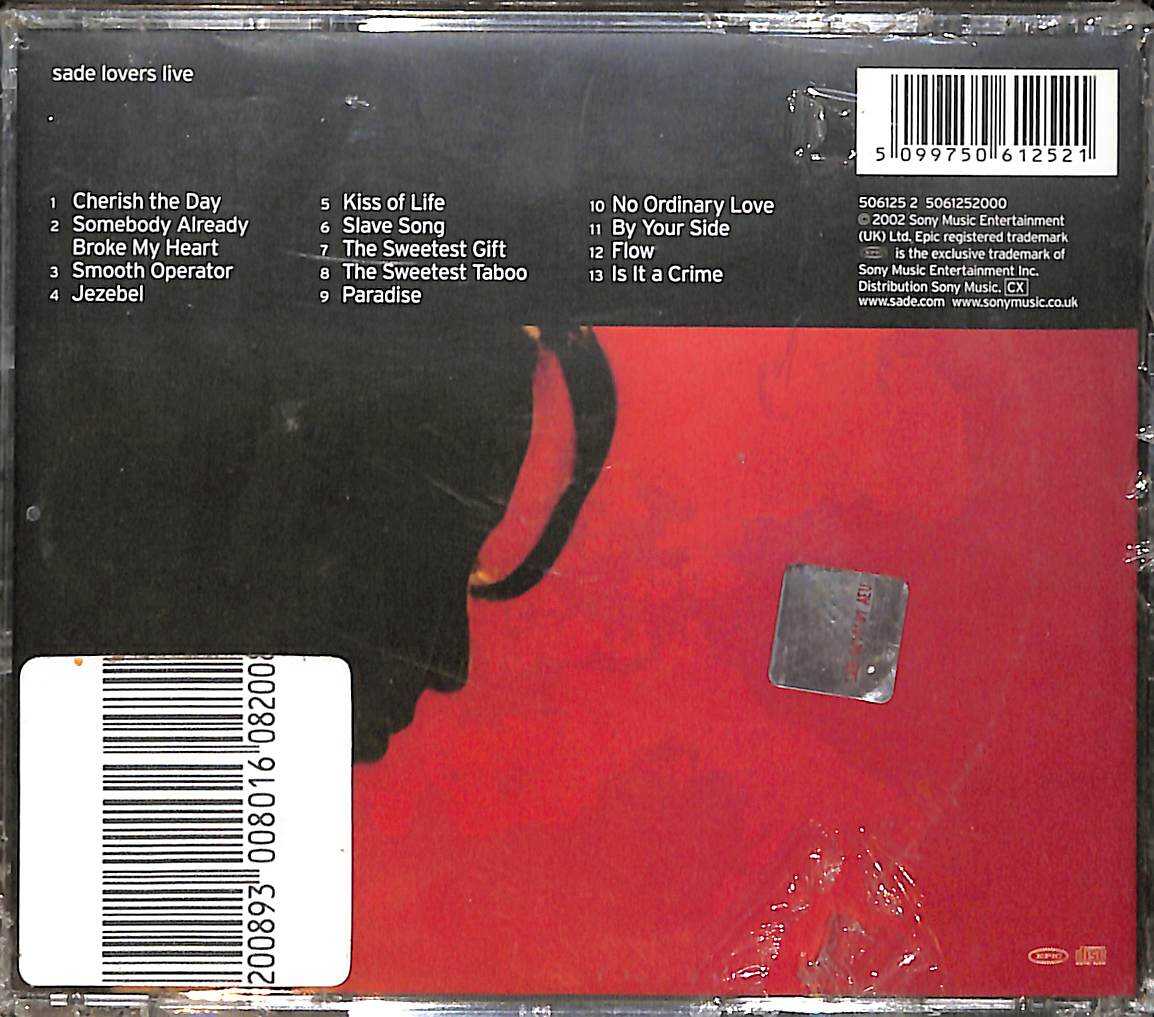 sade lovers live
5 099750 612521
1 Cherish the Day
2 Somebody Already
Broke My Heart
3 Smooth Operator
4 Jezebel
5 Kiss of Life
6 Slave Song
7 The Sweetest Gift
8 The Sweetest Taboo
9 Paradise
10 No Ordinary Love
11 By Your Side
12 Flow
13 Is It a Crime
506125 2 5061252000
© 2002 Sony Music Entertainment
(UK) Ltd. Epic registered trademark
is the exclusive trademark of
Sony Music Entertainment Inc.
Distribution Sony Music. CX
www.sade.com www.sonymusic.co.uk
200893 008016 08200
EPIC